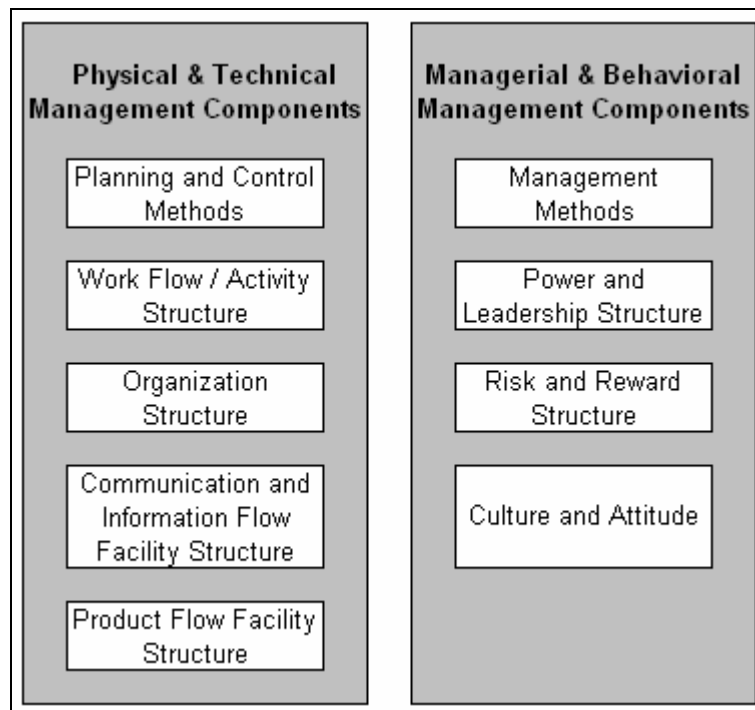 Physical & Technical
Management Components
Planning and Control
Methods
Work Flow / Activity
Structure
Organization
Structure
Communication and
Information Flow
Facility Structure
Product Flow Facility
Structure
Managerial & Behavioral
Management Components
Management
Methods
Power and
Leadership Structure
Risk and Reward
Structure
Culture and Attitude